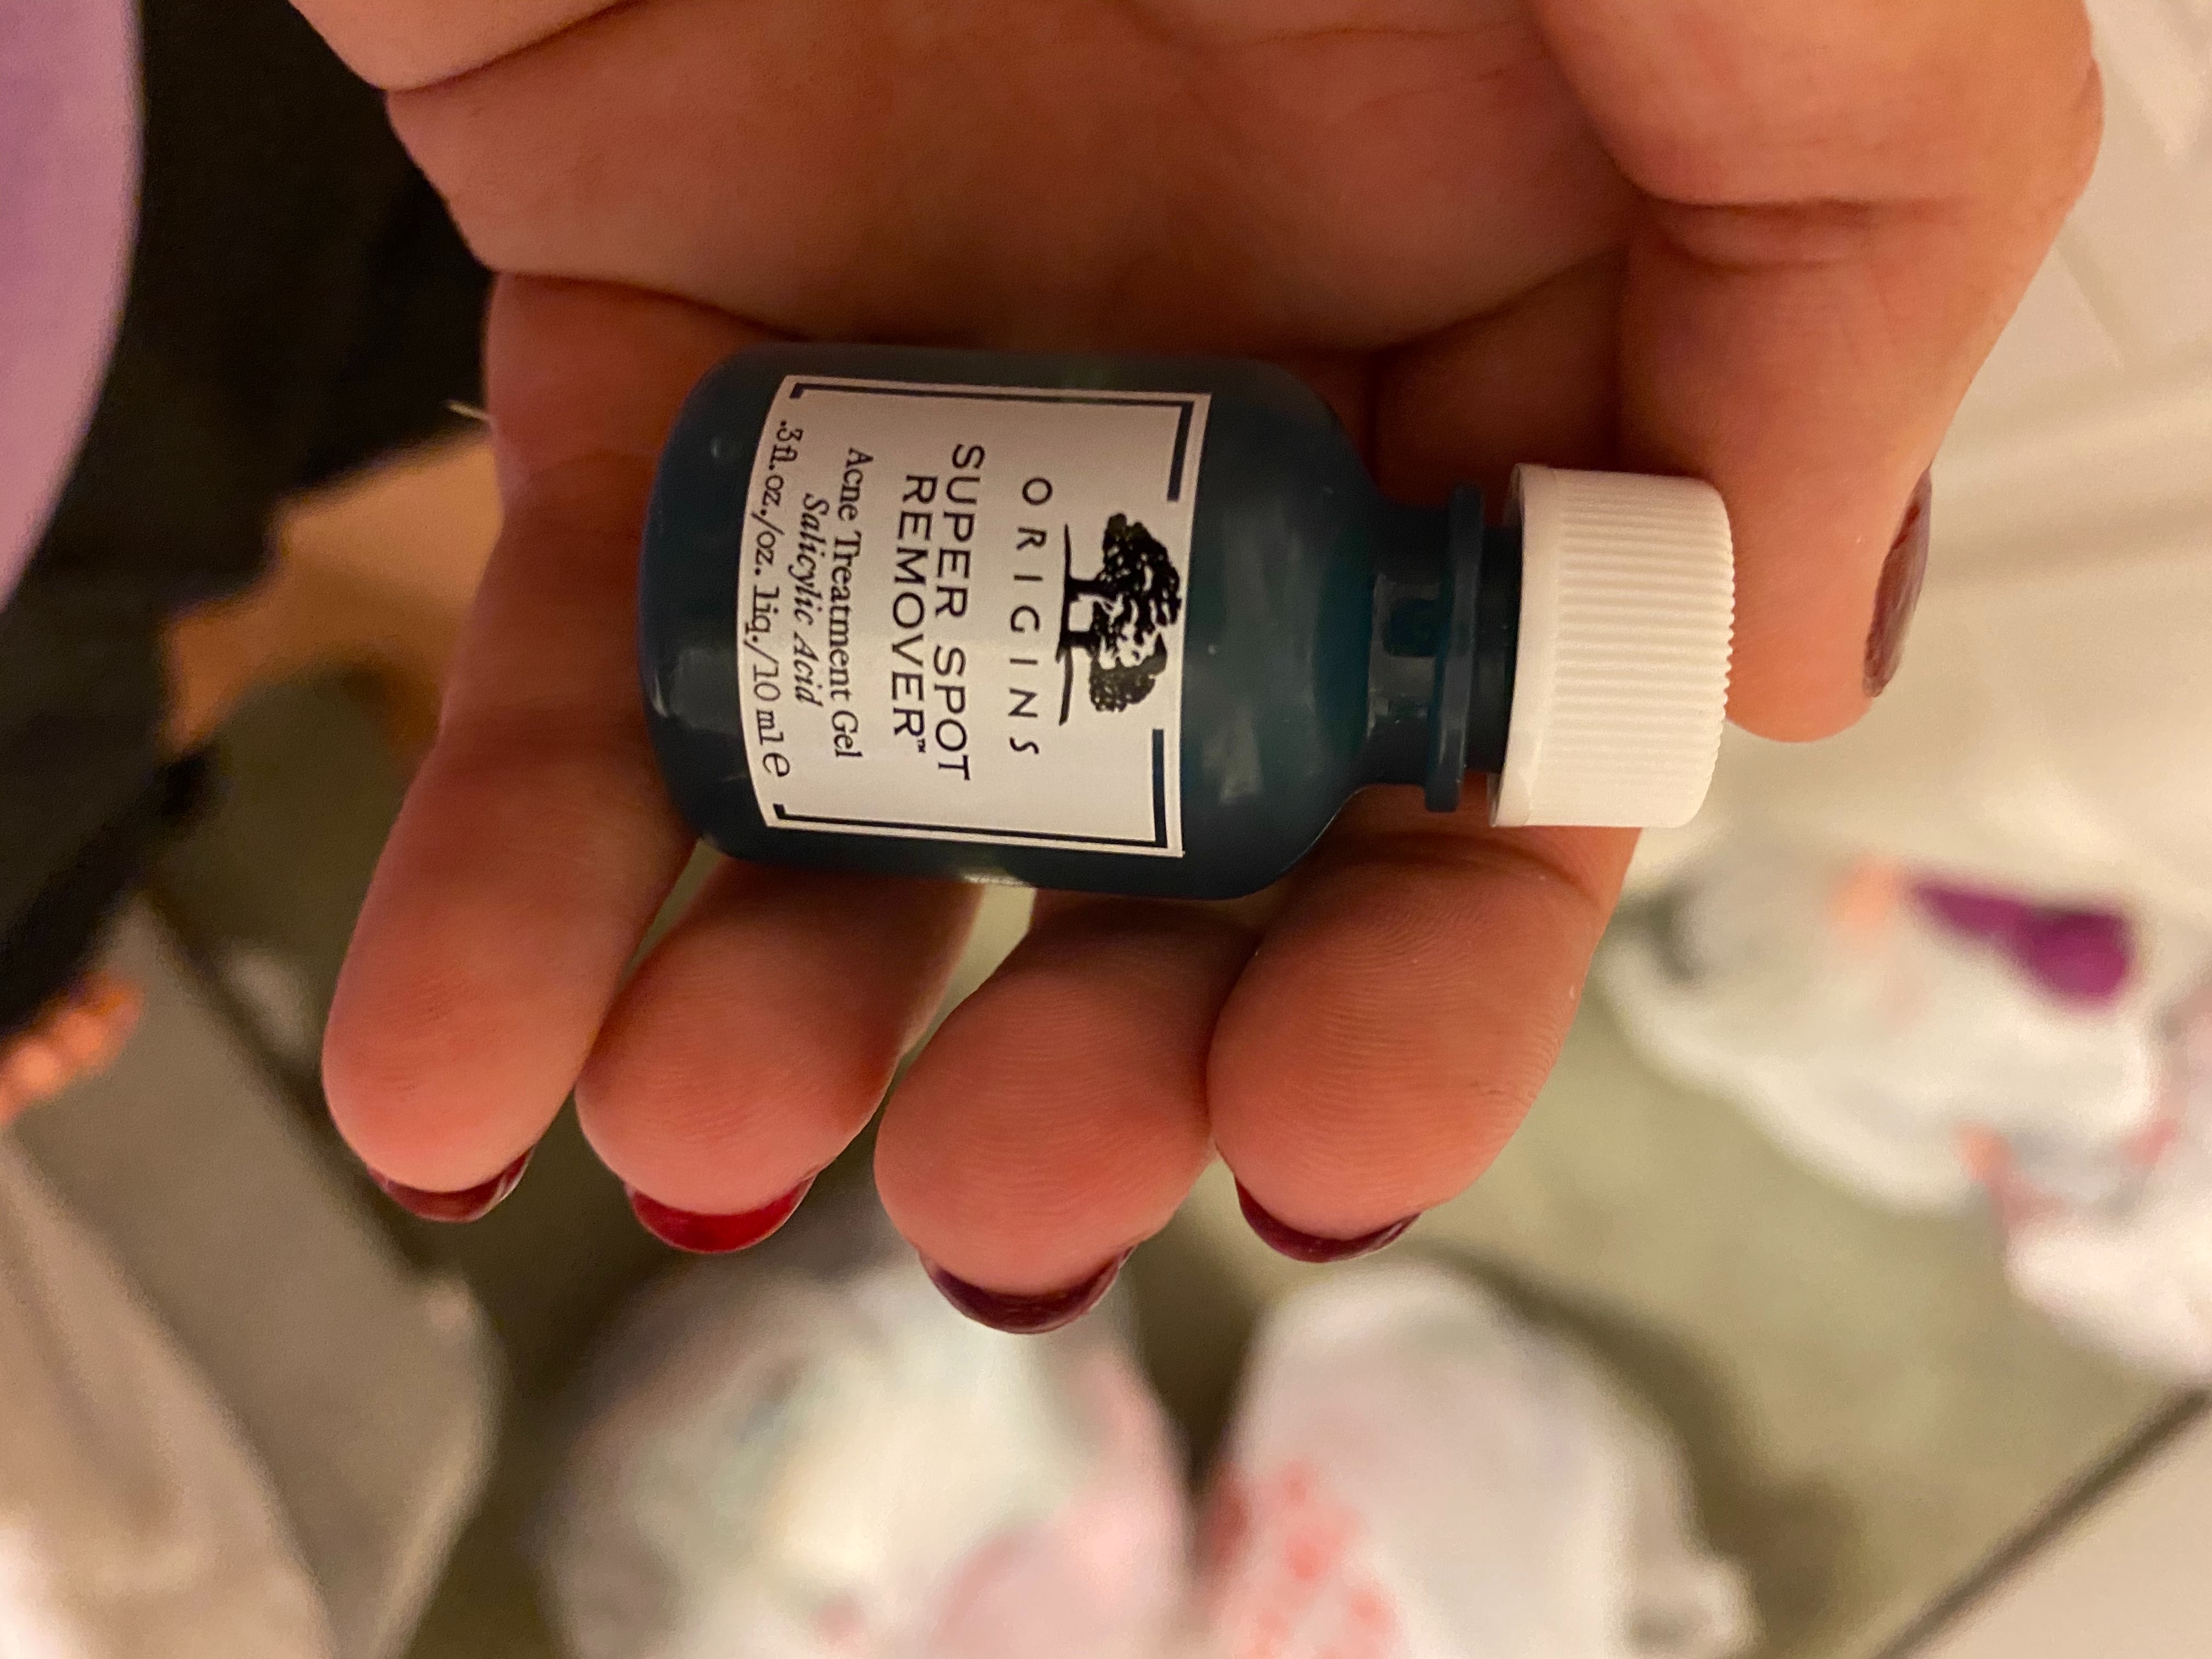 ORIGINS
SUPER SPOT
REMOVER™
Acne Treatment Gel
Salicylic Acid
.3 fl.oz./oz. liq./10 ml e